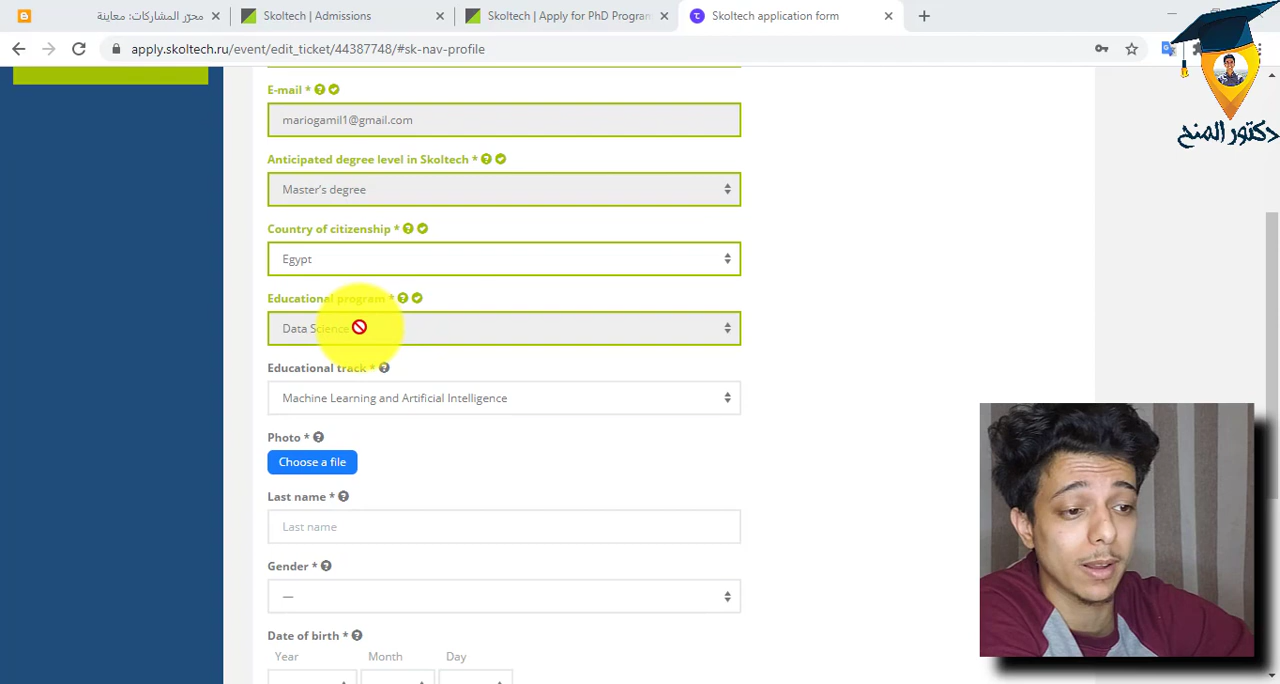 محرّر المشاركات: معاينة
Skoltech | Admissions
Skoltech | Apply for PhD Program
Skoltech application form
apply.skoltech.ru/event/edit_ticket/44387748/#sk-nav-profile
دكتور المنح
E-mail *
mariogamil1@gmail.com
Anticipated degree level in Skoltech *
Master's degree
Country of citizenship *
Egypt
Educational program *
Data Science
Educational track *
Machine Learning and Artificial Intelligence
Photo *
Choose a file
Last name *
Last name
Gender *
—
Date of birth *
Year Month Day